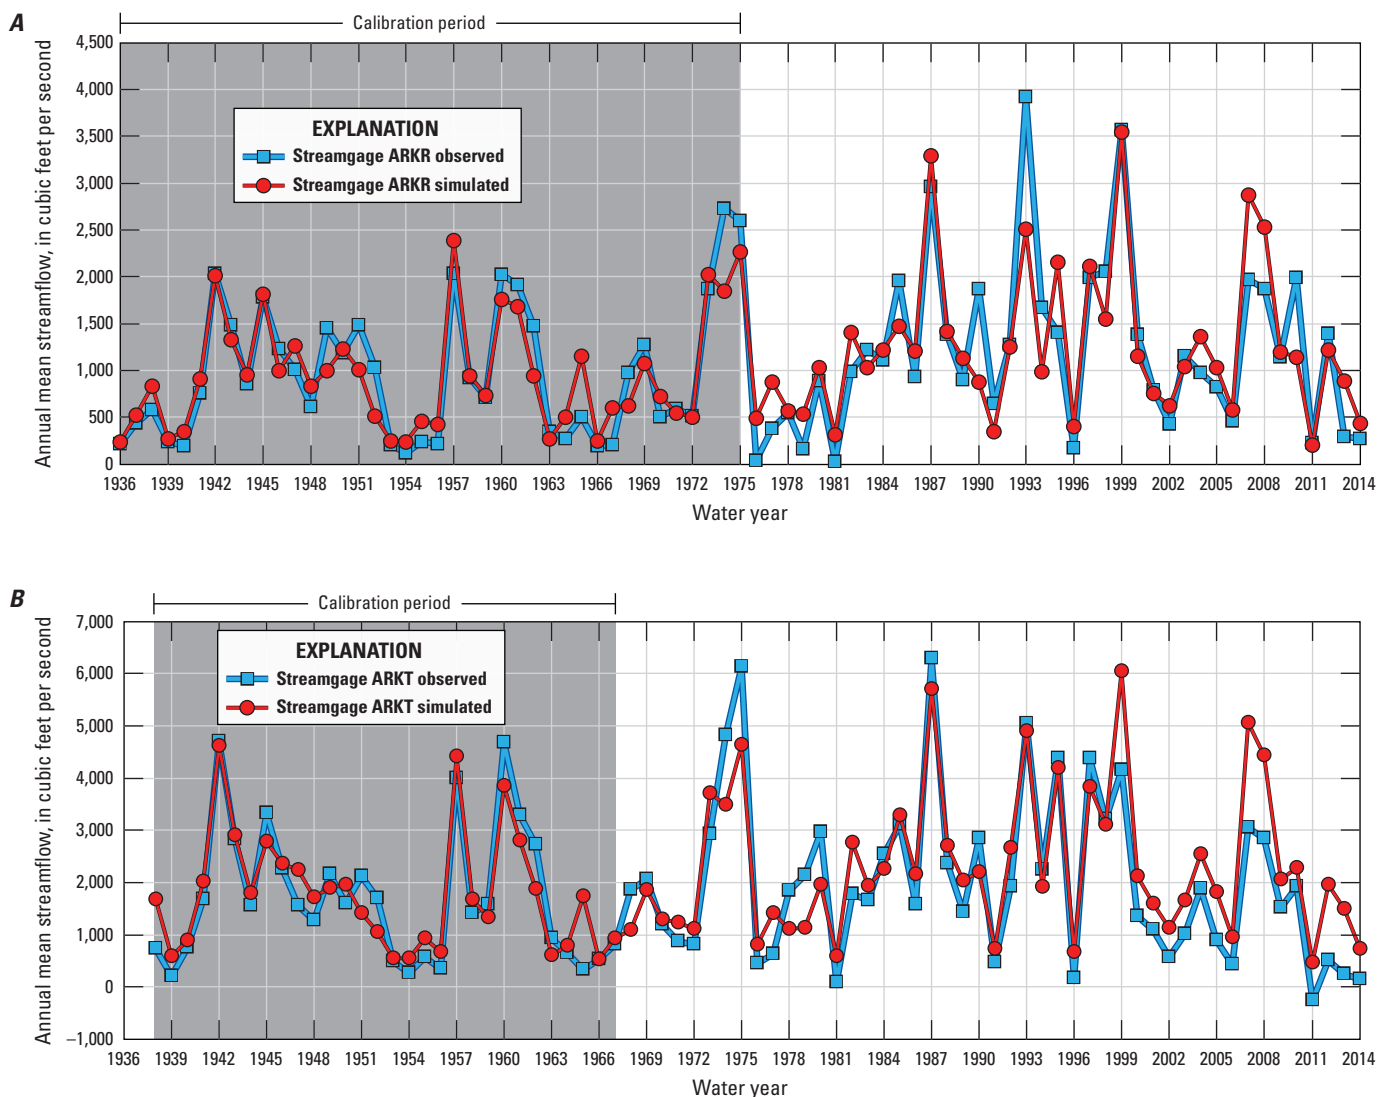 A
Calibration period
Annual mean streamflow, in cubic feet per second
4,500
4,000
3,500
3,000
2,500
2,000
1,500
1,000
500
0
EXPLANATION
Streamgage ARKR observed
Streamgage ARKR simulated
1936 1939 1942 1945 1948 1951 1954 1957 1960 1963 1966 1969 1972 1975 1978 1981 1984 1987 1990 1993 1996 1999 2002 2005 2008 2011 2014
Water year
B
Calibration period
Annual mean streamflow, in cubic feet per second
7,000
6,000
5,000
4,000
3,000
2,000
1,000
0
–1,000
EXPLANATION
Streamgage ARKT observed
Streamgage ARKT simulated
1936 1939 1942 1945 1948 1951 1954 1957 1960 1963 1966 1969 1972 1975 1978 1981 1984 1987 1990 1993 1996 1999 2002 2005 2008 2011 2014
Water year